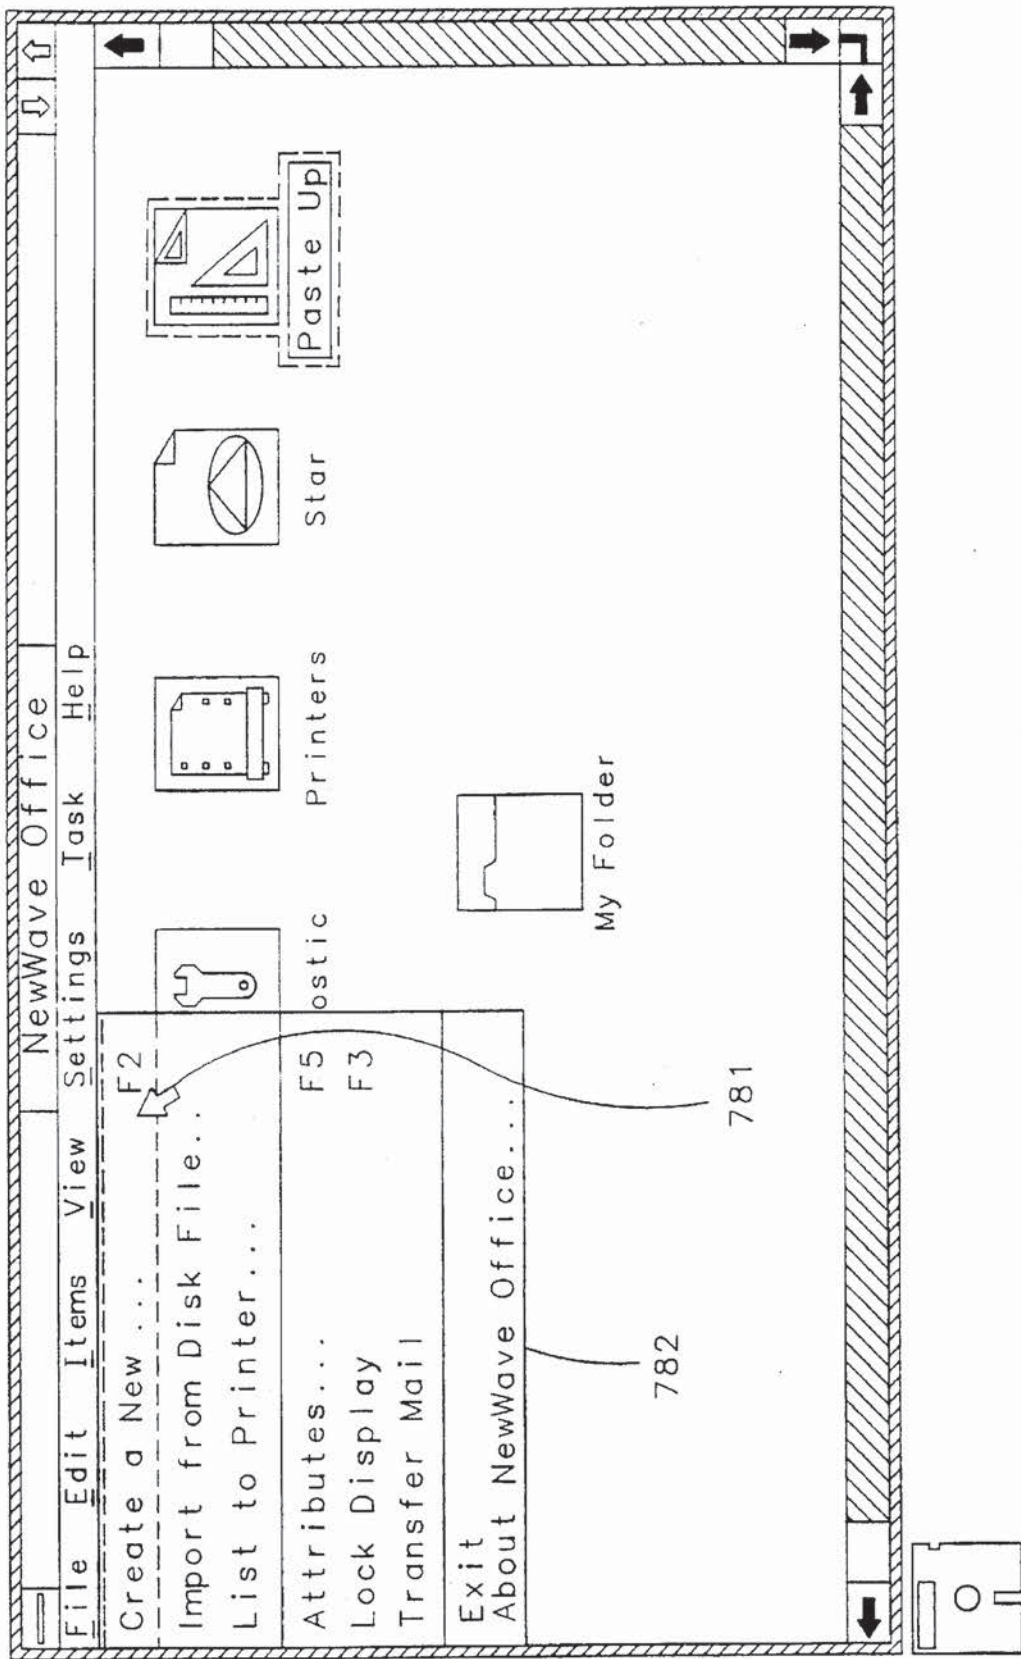 NewWave Office
File Edit Items View Settings Task Help
Create a New ... F2
Import from Disk File...
List to Printer...
Attributes... F5
Lock Display F3
Transfer Mail
Exit
About NewWave Office...
ostic
Printers
Star
Paste Up
My Folder
781
782